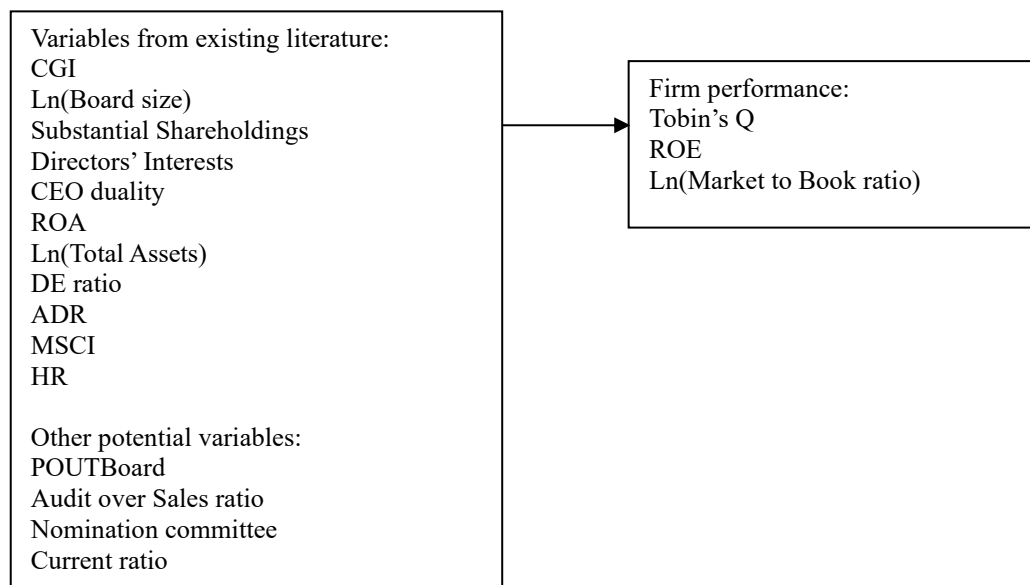 Variables from existing literature:
CGI
Ln(Board size)
Substantial Shareholdings
Directors’ Interests
CEO duality
ROA
Ln(Total Assets)
DE ratio
ADR
MSCI
HR
Other potential variables:
POUTBoard
Audit over Sales ratio
Nomination committee
Current ratio
Firm performance:
Tobin’s Q
ROE
Ln(Market to Book ratio)